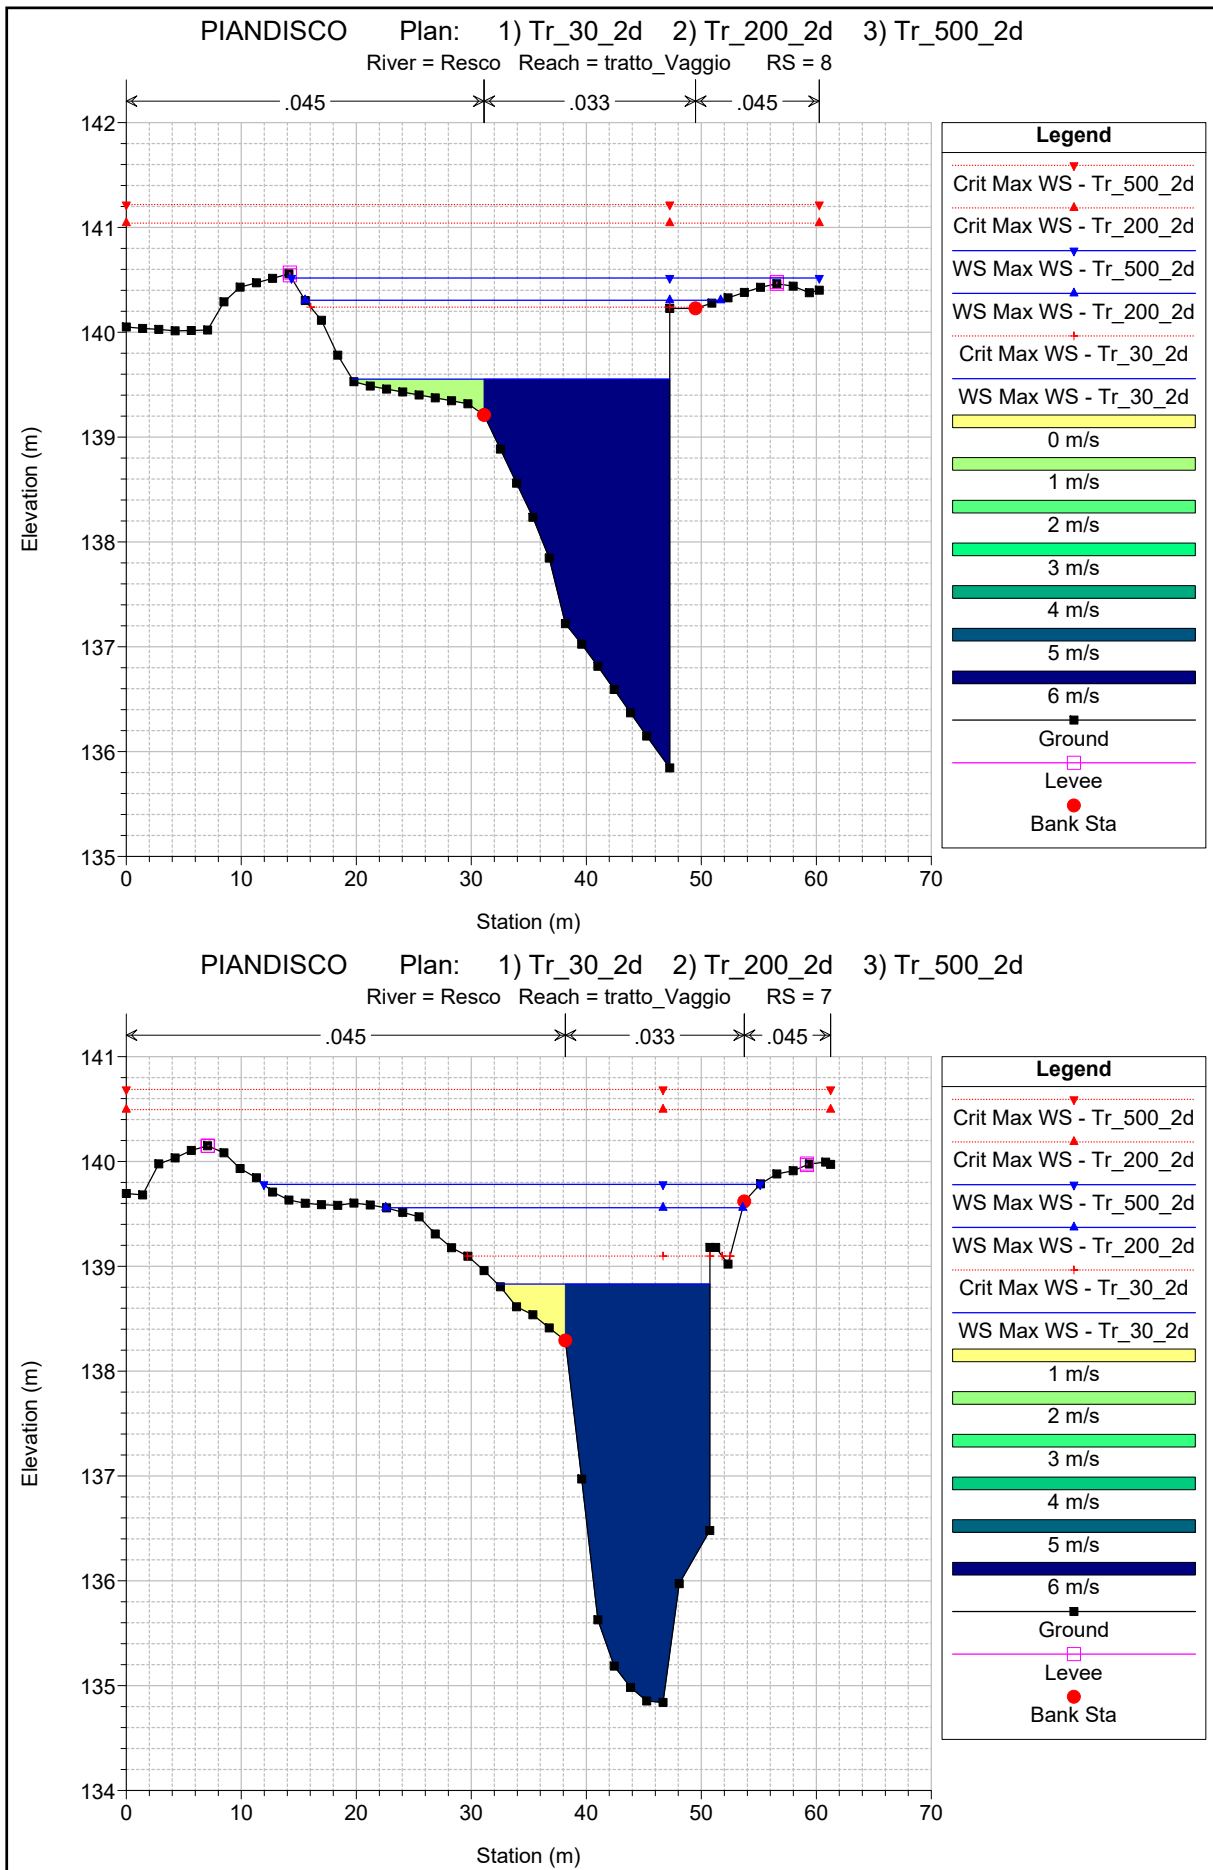 PIANDISCO Plan: 1) Tr_30_2d 2) Tr_200_2d 3) Tr_500_2d
River = Resco Reach = tratto_Vaggio RS = 8
.045 .033 .045
142
141
140
139
138
137
136
135
Elevation (m)
0 10 20 30 40 50 60 70
Station (m)
Legend
Crit Max WS - Tr_500_2d
Crit Max WS - Tr_200_2d
WS Max WS - Tr_500_2d
WS Max WS - Tr_200_2d
Crit Max WS - Tr_30_2d
WS Max WS - Tr_30_2d
0 m/s
1 m/s
2 m/s
3 m/s
4 m/s
5 m/s
6 m/s
Ground
Levee
Bank Sta
PIANDISCO Plan: 1) Tr_30_2d 2) Tr_200_2d 3) Tr_500_2d
River = Resco Reach = tratto_Vaggio RS = 7
.045 .033 .045
141
140
139
138
137
136
135
134
Elevation (m)
0 10 20 30 40 50 60 70
Station (m)
Legend
Crit Max WS - Tr_500_2d
Crit Max WS - Tr_200_2d
WS Max WS - Tr_500_2d
WS Max WS - Tr_200_2d
Crit Max WS - Tr_30_2d
WS Max WS - Tr_30_2d
1 m/s
2 m/s
3 m/s
4 m/s
5 m/s
6 m/s
Ground
Levee
Bank Sta